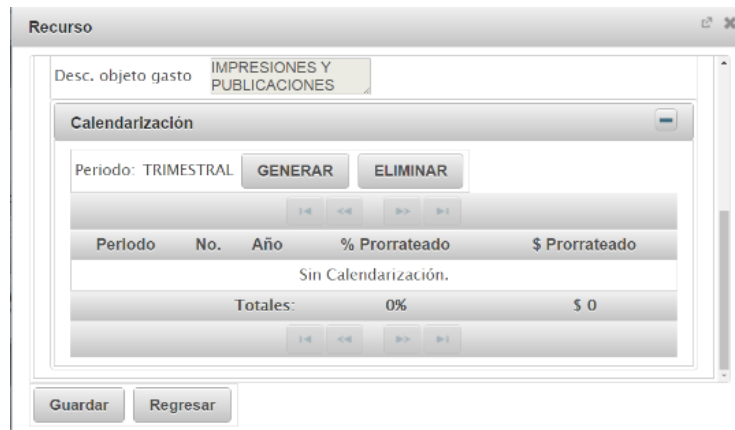 Recurso
Desc. objeto gasto
IMPRESIONES Y
PUBLICACIONES
Calendarización
Periodo: TRIMESTRAL GENERAR ELIMINAR
Periodo No. Año % Prorrateado $ Prorrateado
Sin Calendarización.
Totales: 0% $ 0
Guardar Regresar